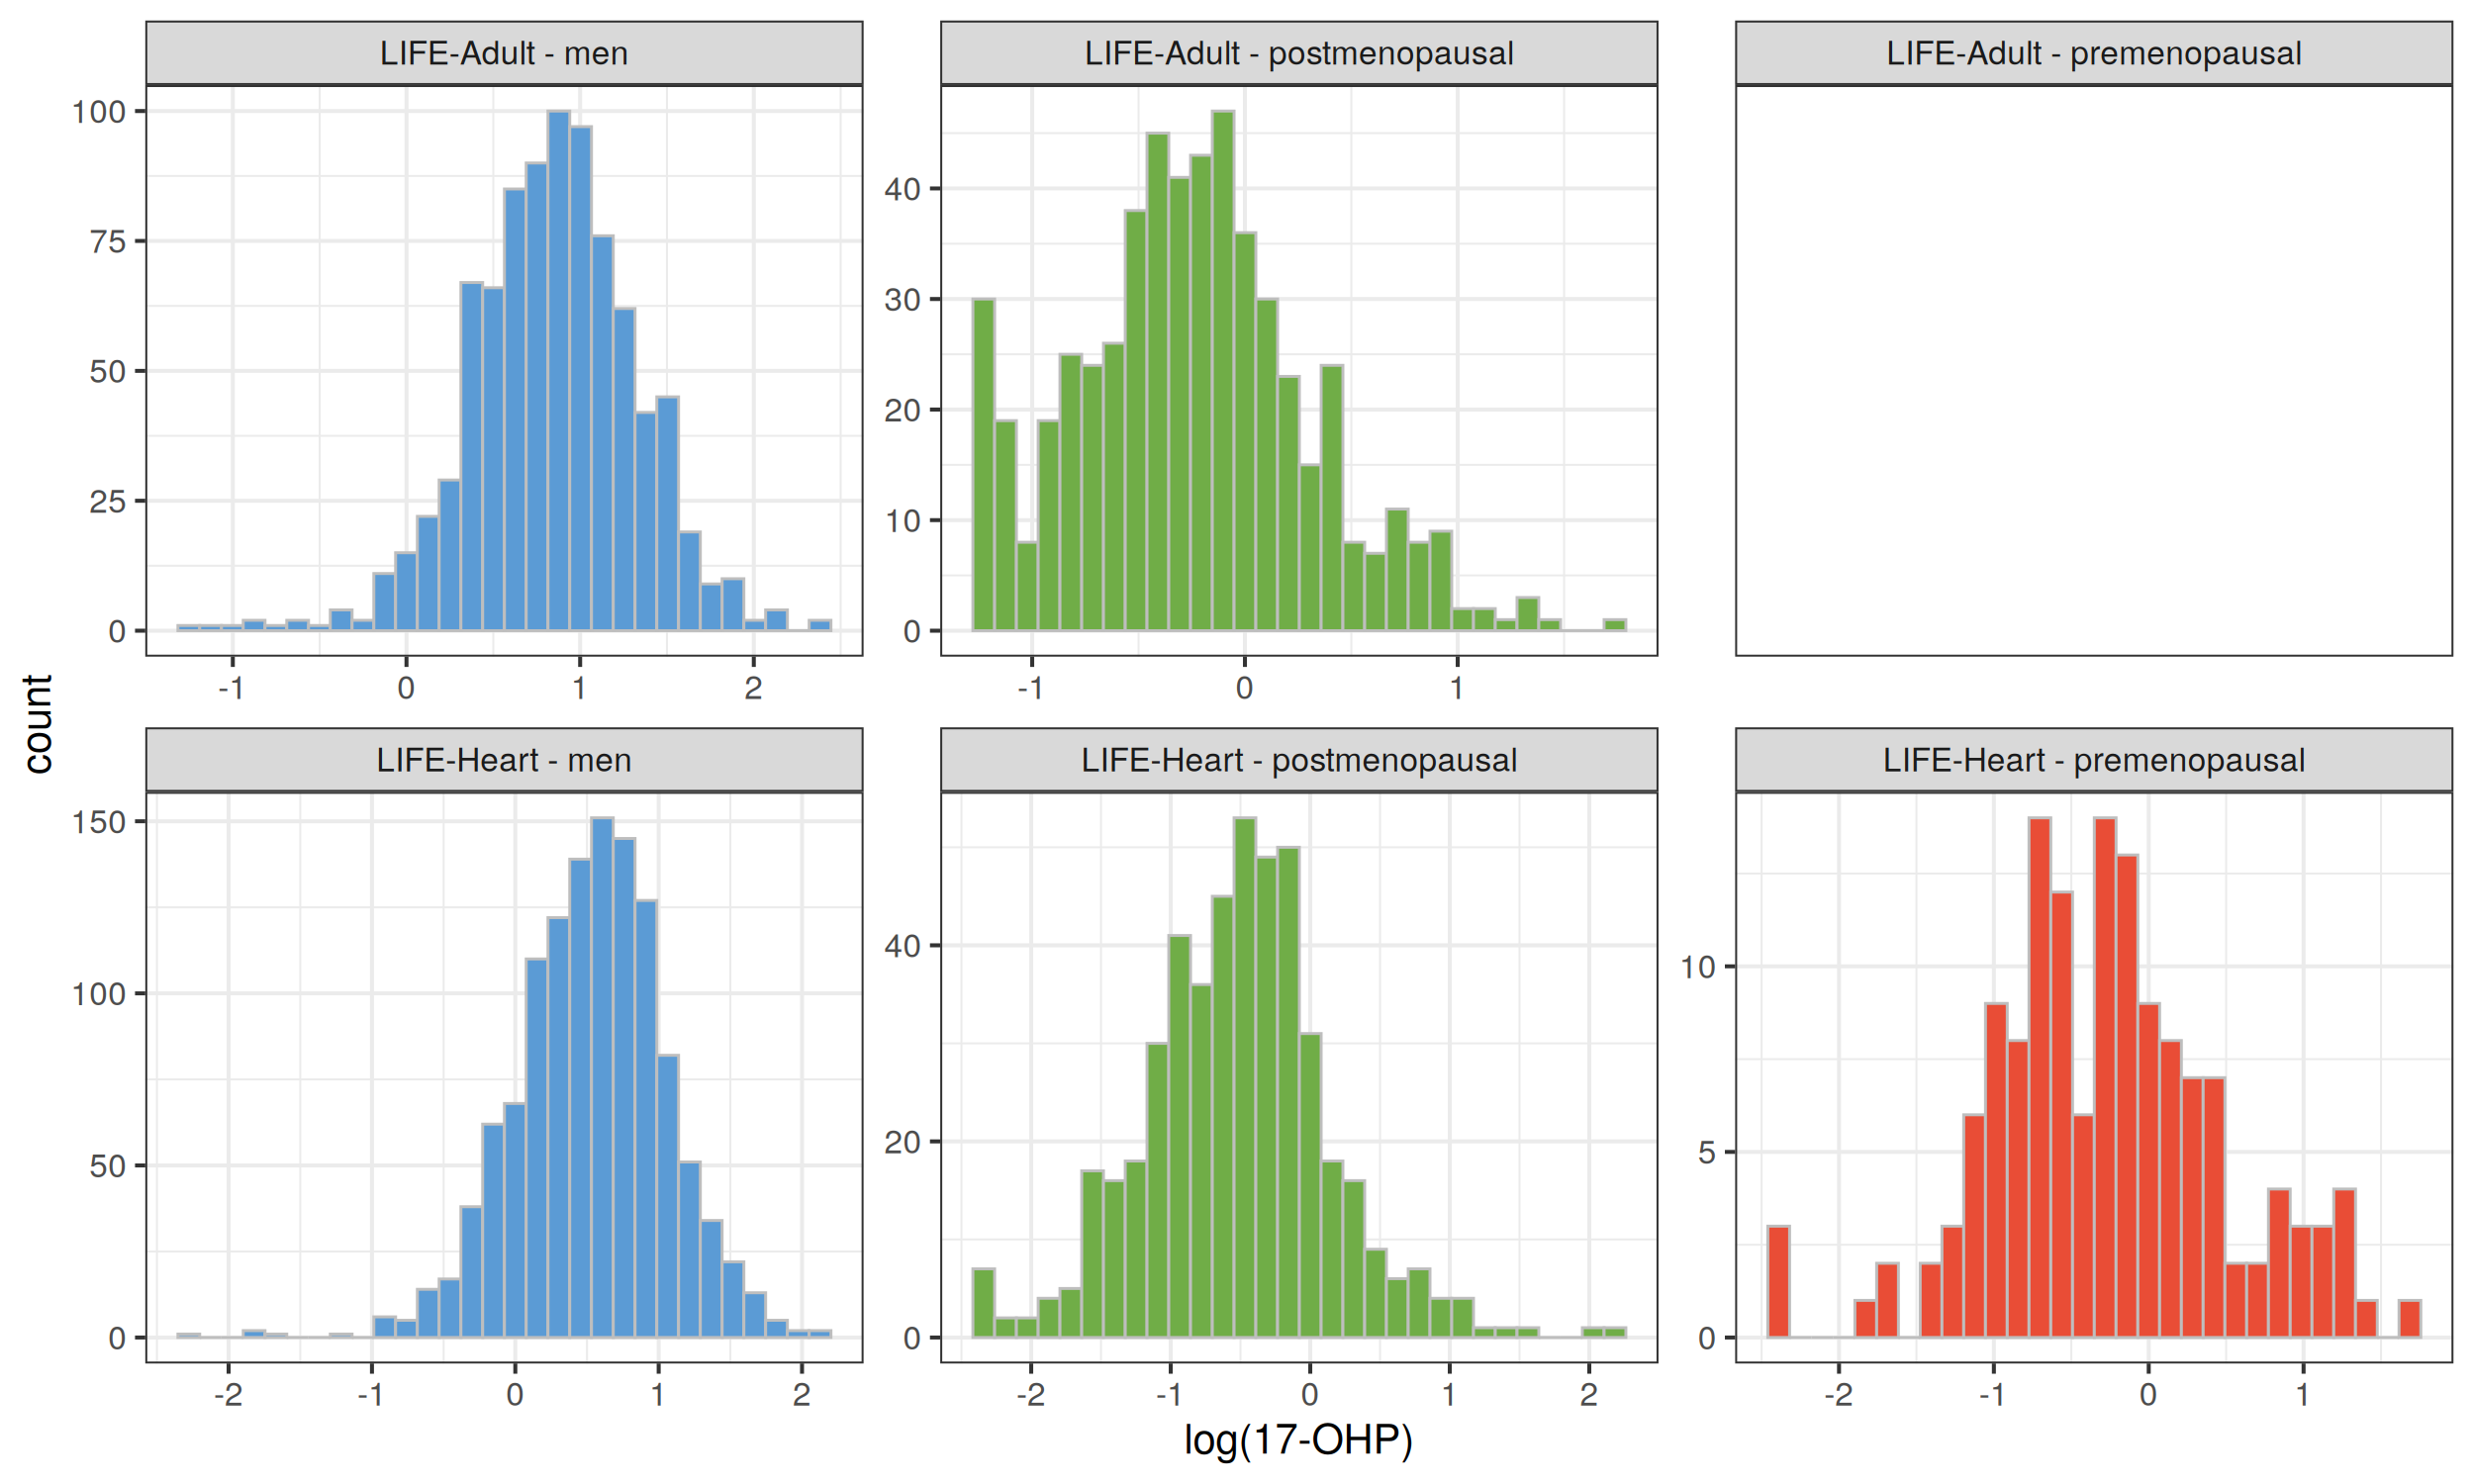 LIFE-Adult - men
LIFE-Adult - postmenopausal
LIFE-Adult - premenopausal
100
75
50
25
0
-1 0 1 2
40
30
20
10
0
-1 0 1
count
LIFE-Heart - men
LIFE-Heart - postmenopausal
LIFE-Heart - premenopausal
150
100
50
0
-2 -1 0 1 2
40
20
0
-2 -1 0 1 2
10
5
0
-2 -1 0 1
log(17-OHP)